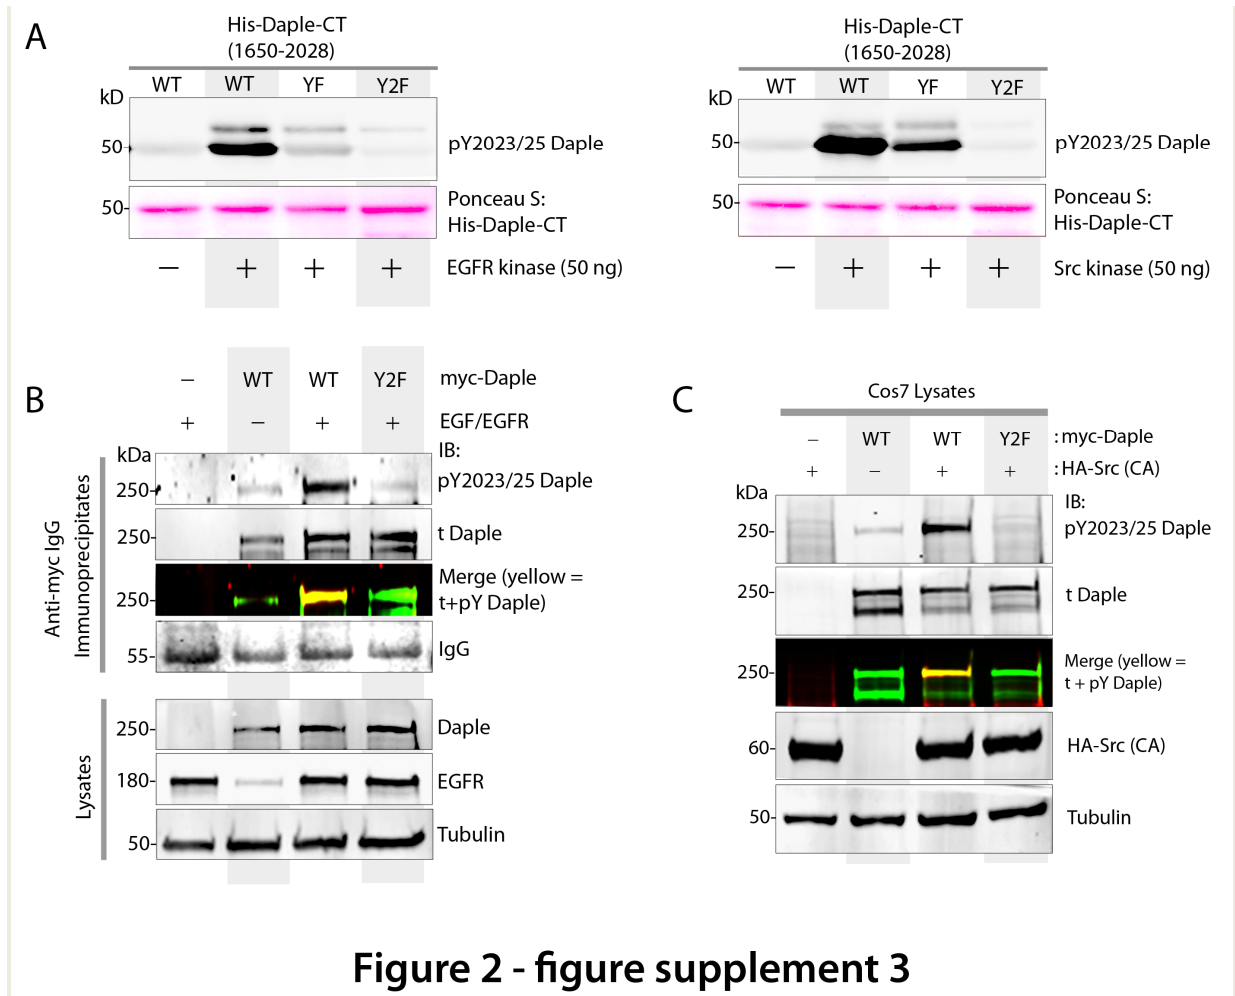 A
His-Daple-CT
(1650-2028)
WT WT YF Y2F
kD
50-
pY2023/25 Daple
50-
Ponceau S:
His-Daple-CT
− + + + EGFR kinase (50 ng)
His-Daple-CT
(1650-2028)
WT WT YF Y2F
kD
50-
pY2023/25 Daple
50-
Ponceau S:
His-Daple-CT
− + + + Src kinase (50 ng)
B
− WT WT Y2F myc-Daple
+ − + + EGF/EGFR
kDa
IB:
250-
pY2023/25 Daple
250-
t Daple
250-
Merge (yellow =
t+pY Daple)
55-
IgG
Anti-myc IgG
Immunoprecipitates
250-
Daple
180-
EGFR
50-
Tubulin
Lysates
C
Cos7 Lysates
− WT WT Y2F : myc-Daple
+ − + + : HA-Src (CA)
kDa
IB:
250-
pY2023/25 Daple
250-
t Daple
250-
Merge (yellow =
t + pY Daple)
60-
HA-Src (CA)
50-
Tubulin
Figure 2 - figure supplement 3